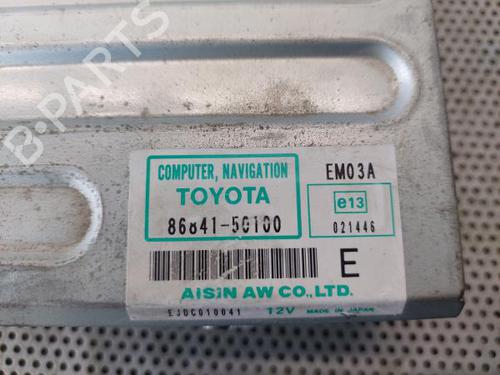 B-PARTS
COMPUTER, NAVIGATION
TOYOTA
86841-50100
EM03A
e13
021446
E
AISIN AW CO., LTD.
EJDC010041
12V
MADE IN JAPAN